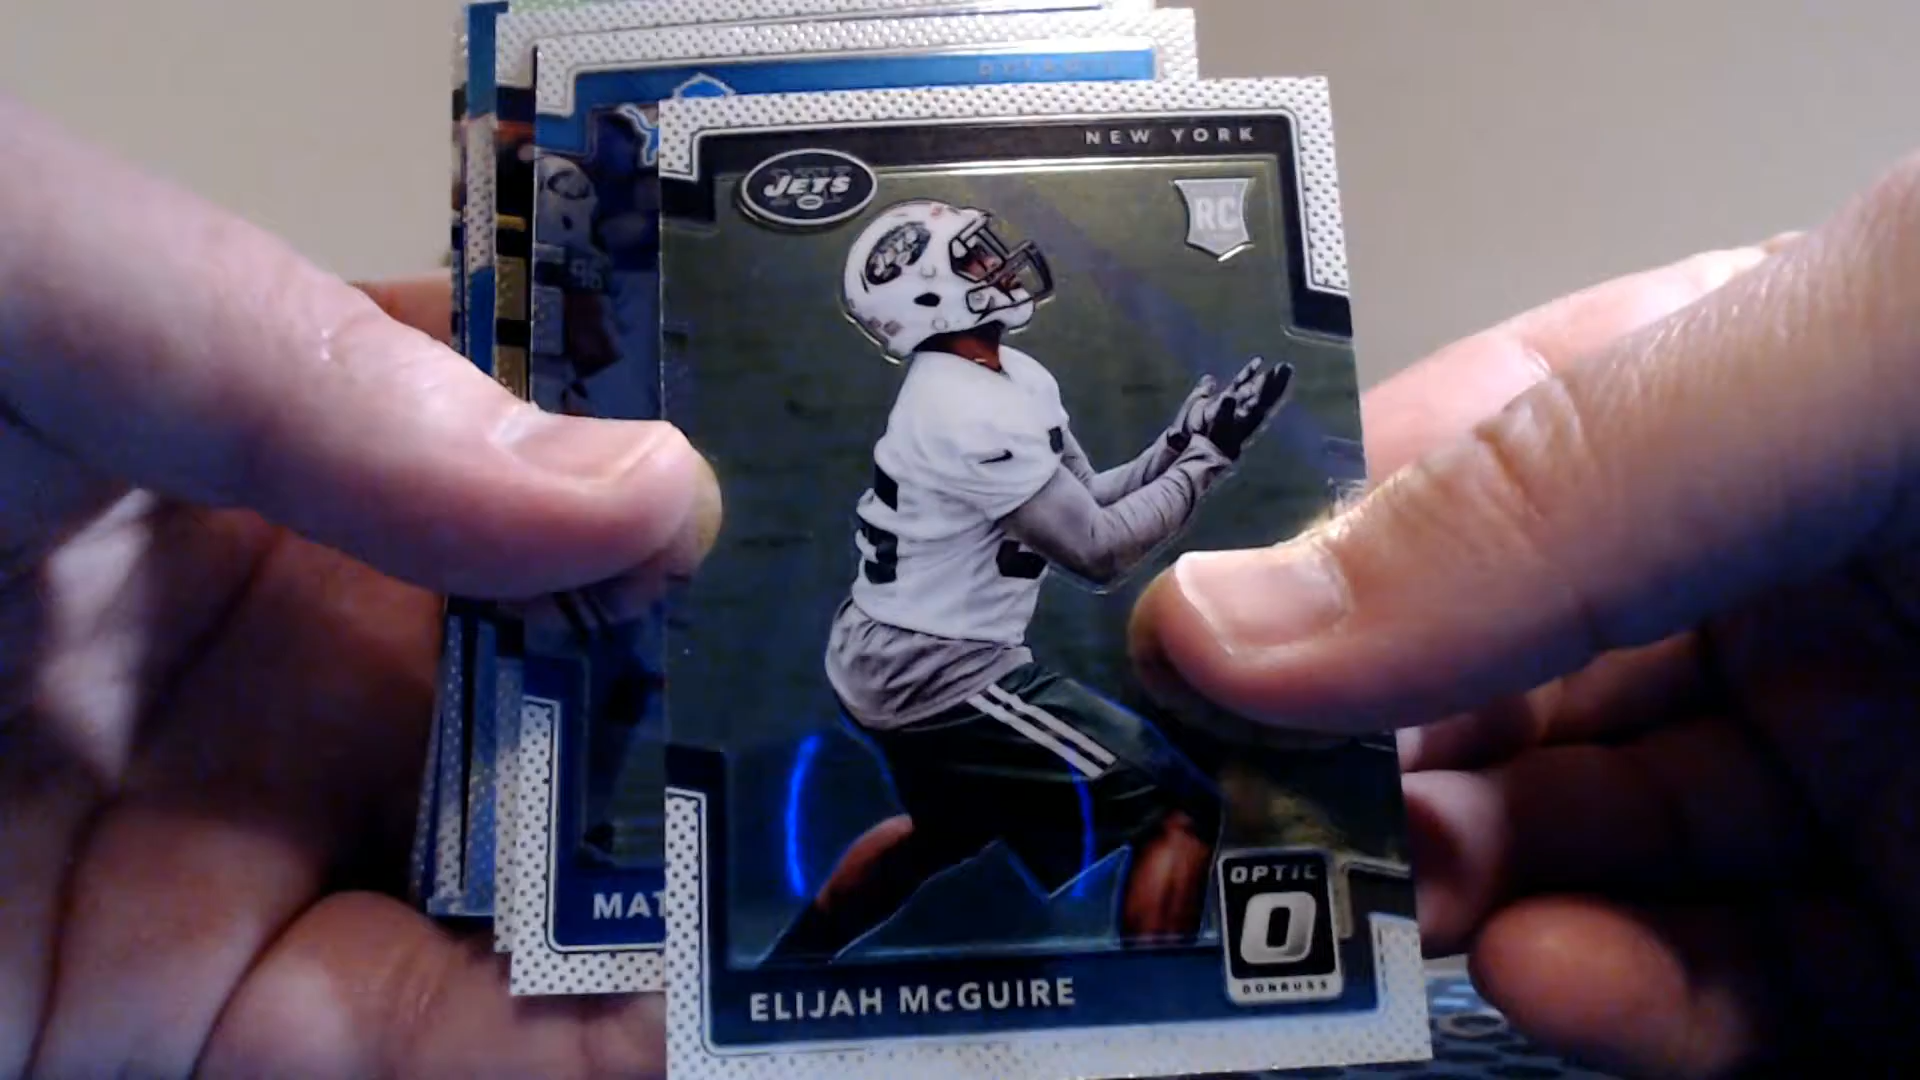 NEW YORK
JETS
RC
MAT
OPTIC
O
DONRUSS
ELIJAH McGUIRE